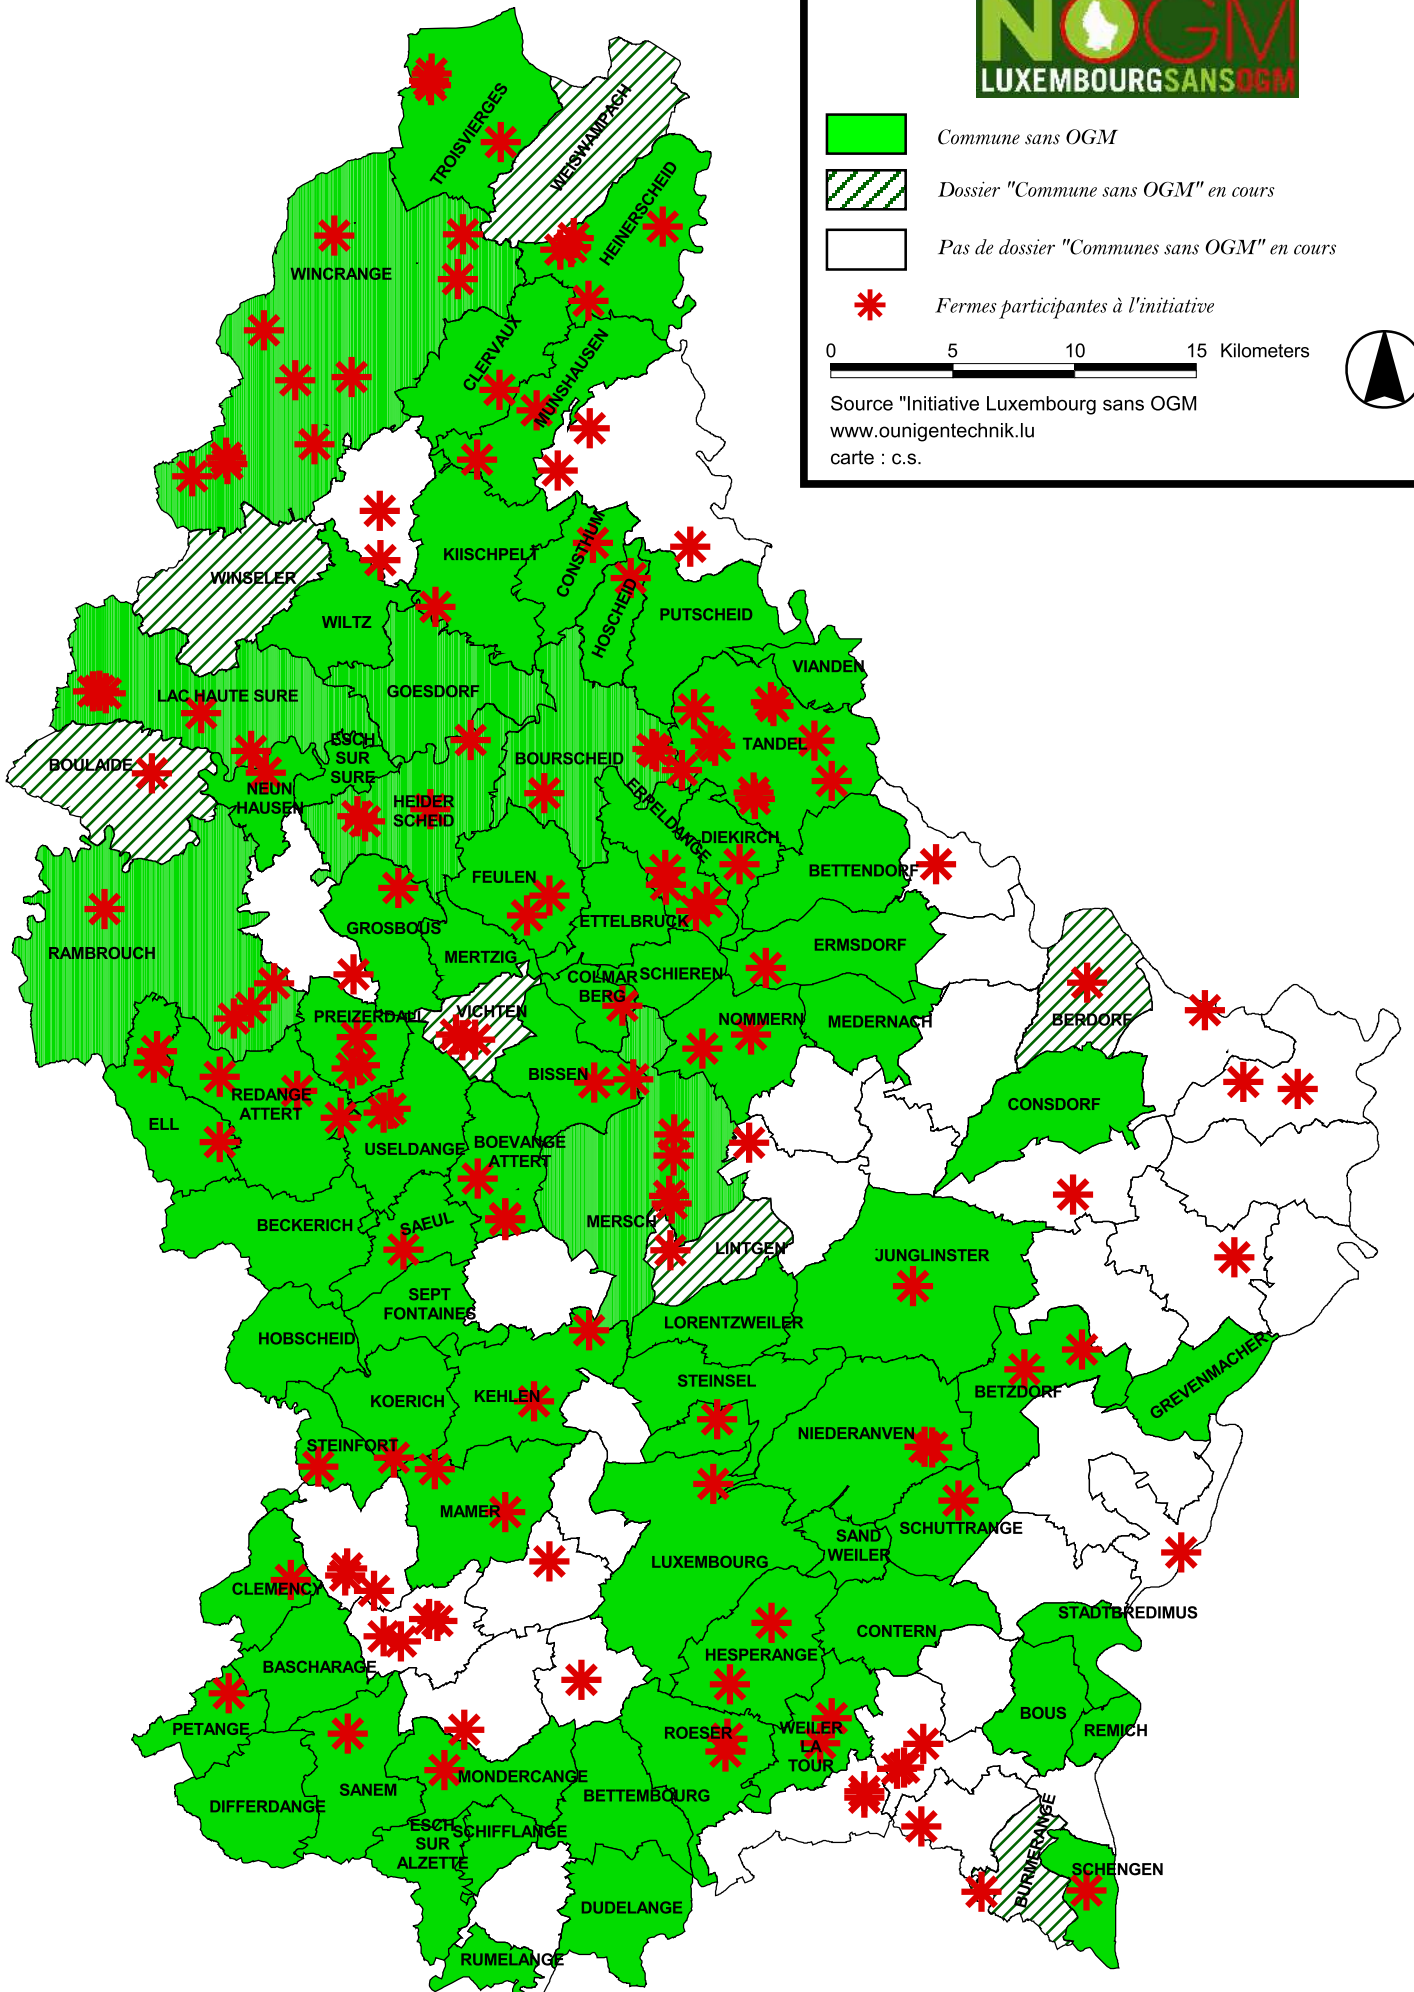 NOGM
LUXEMBOURGSANSOGM
Commune sans OGM
Dossier "Commune sans OGM" en cours
Pas de dossier "Communes sans OGM" en cours
Fermes participantes à l'initiative
0 5 10 15 Kilometers
Source "Initiative Luxembourg sans OGM
www.ounigentechnik.lu
carte : c.s.
TROISVIERGES
WEISWAMPACH
HEINERSCHEID
WINCRANGE
CLERVAUX
MUNSHAUSEN
KIISCHPELT
CONSTHUM
HOSCHEID
WINSELER
WILTZ
PUTSCHEID
VIANDEN
LAC HAUTE SURE
GOESDORF
ESCH
SUR
SURE
BOURSCHEID
TANDEL
BOULAIDE
NEUN
HAUSEN
HEIDER
SCHEID
ERPELDANGE
DIEKIRCH
BETTENDORF
FEULEN
ETTELBRUCK
GROSBOUS
RAMBROUCH
MERTZIG
COLMAR
BERG
SCHIEREN
ERMSDORF
PREIZERDAUL
VICHTEN
NOMMERN
MEDERNACH
BERDORF
BISSEN
REDANGE
ATTERT
ELL
USELDANGE
BOEVANGE
ATTERT
CONSDORF
BECKERICH
SAEUL
MERSCH
LINTGEN
JUNGLINSTER
SEPT
FONTAINES
HOBSCHEID
LORENTZWEILER
KOERICH
KEHLEN
STEINSEL
BETZDORF
GREVENMACHER
STEINFORT
NIEDERANVEN
MAMER
SCHUTTRANGE
SAND
WEILER
LUXEMBOURG
CLEMENCY
STADTBREDIMUS
CONTERN
HESPERANGE
BASCHARAGE
BOUS
REMICH
PETANGE
ROESER
WEILER
LA
TOUR
SANEM
MONDERCANGE
BETTEMBOURG
DIFFERDANGE
ESCH
SUR
ALZETTE
SCHIFFLANGE
BURMERANGE
SCHENGEN
DUDELANGE
RUMELANGE